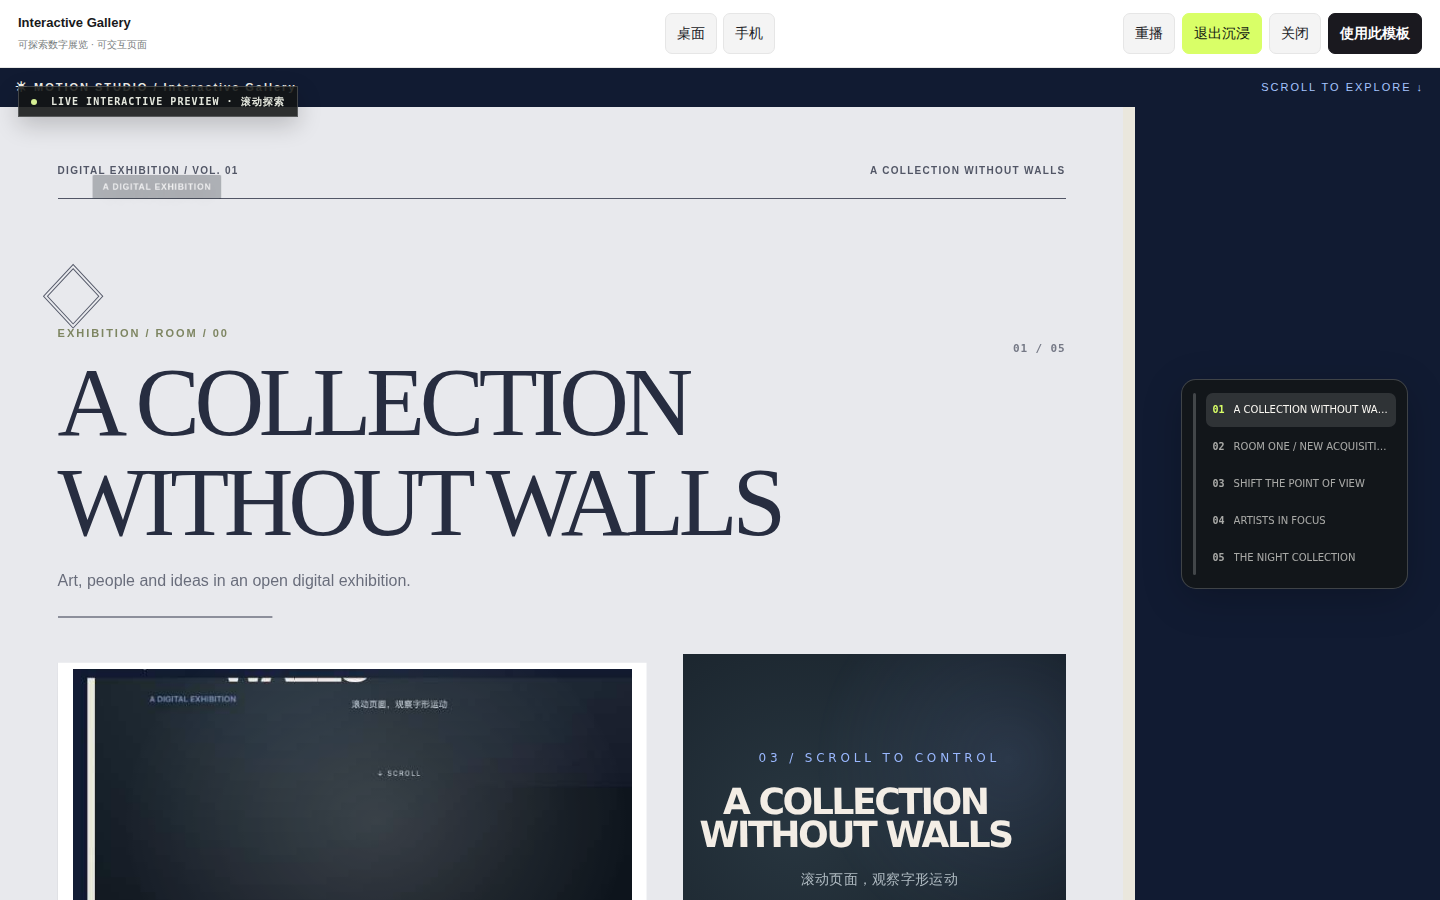 Interactive Gallery
可探索数字展览 · 可交互页面
桌面
手机
重播
退出沉浸
关闭
使用此模板
MOTION STUDIO / Interactive Gallery
SCROLL TO EXPLORE ↓
LIVE INTERACTIVE PREVIEW · 滚动探索
DIGITAL EXHIBITION / VOL. 01
A COLLECTION WITHOUT WALLS
A DIGITAL EXHIBITION
EXHIBITION / ROOM / 00
01 / 05
A COLLECTION
WITHOUT WALLS
Art, people and ideas in an open digital exhibition.
01 A COLLECTION WITHOUT WA…
02 ROOM ONE / NEW ACQUISITI…
03 SHIFT THE POINT OF VIEW
04 ARTISTS IN FOCUS
05 THE NIGHT COLLECTION
WALLS
A DIGITAL EXHIBITION
滚动页面，观察字形运动
↓ SCROLL
03 / SCROLL TO CONTROL
A COLLECTION
WITHOUT WALLS
滚动页面，观察字形运动